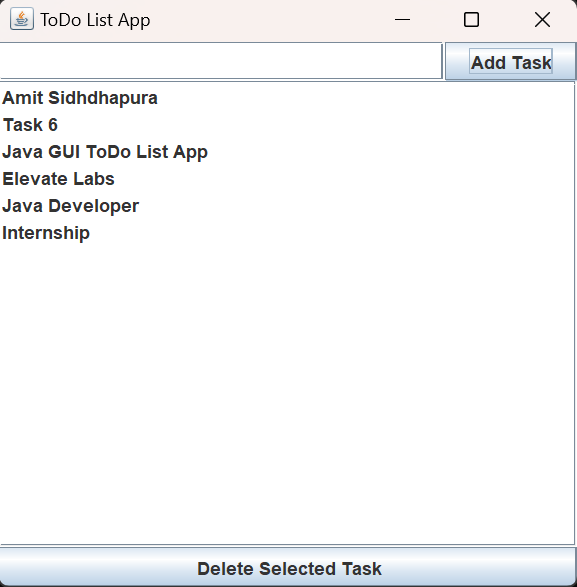 ToDo List App
Add Task
Amit Sidhdhapura
Task 6
Java GUI ToDo List App
Elevate Labs
Java Developer
Internship
Delete Selected Task